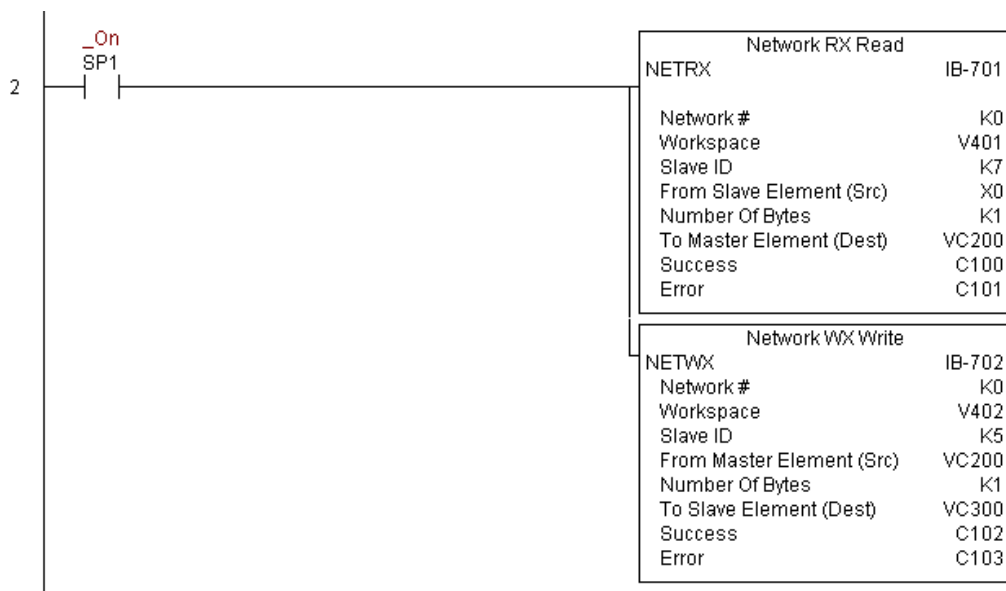 _On
SP1
2
Network RX Read
NETRX IB-701
Network # K0
Workspace V401
Slave ID K7
From Slave Element (Src) X0
Number Of Bytes K1
To Master Element (Dest) VC200
Success C100
Error C101
Network WX Write
NETWX IB-702
Network # K0
Workspace V402
Slave ID K5
From Master Element (Src) VC200
Number Of Bytes K1
To Slave Element (Dest) VC300
Success C102
Error C103